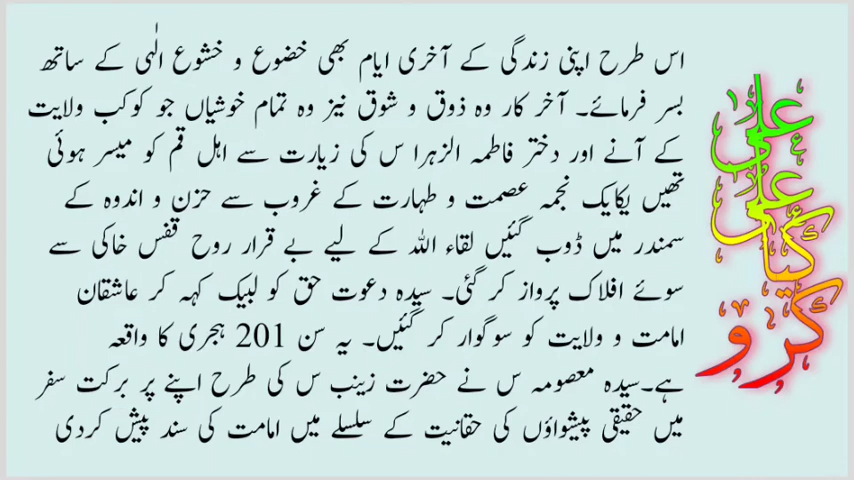 اس طرح اپنی زندگی کے آخری ایام بھی خضوع و خشوع الٰہی کے ساتھ
بسر فرمائے۔ آخر کار وہ ذوق و شوق نیز وہ تمام خوشیاں جو کوکب ولایت
کے آنے اور دختر فاطمہ الزہرا س کی زیارت سے اہل قم کو میسر ہوئی
تھیں یکایک نجمہ عصمت و طہارت کے غروب سے حزن و اندوہ کے
سمندر میں ڈوب گئیں لقاء اللہ کے لیے بے قرار روح قفس خاکی سے
سوئے افلاک پرواز کر گئی۔ سیدہ دعوت حق کو لبیک کہہ کر عاشقان
امامت و ولایت کو سوگوار کر گئیں۔ یہ سن 201 ہجری کا واقعہ
ہے۔سیدہ معصومہ س نے حضرت زینب س کی طرح اپنے پر برکت سفر
میں حقیقی پیشواؤں کی حقانیت کے سلسلے میں امامت کی سند پیش کردی
علی
علی
کیا
کرو